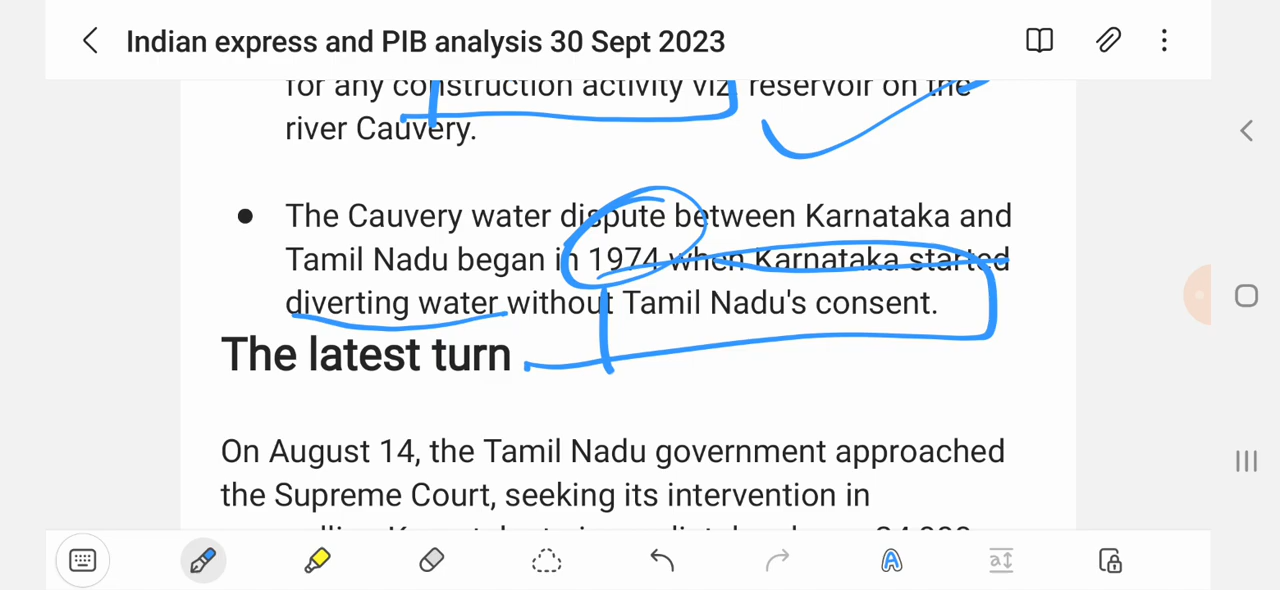 Indian express and PIB analysis 30 Sept 2023
for any construction activity viz. reservoir on the
river Cauvery.
● The Cauvery water dispute between Karnataka and
Tamil Nadu began in 1974 when Karnataka started
diverting water without Tamil Nadu's consent.
The latest turn
On August 14, the Tamil Nadu government approached
the Supreme Court, seeking its intervention in